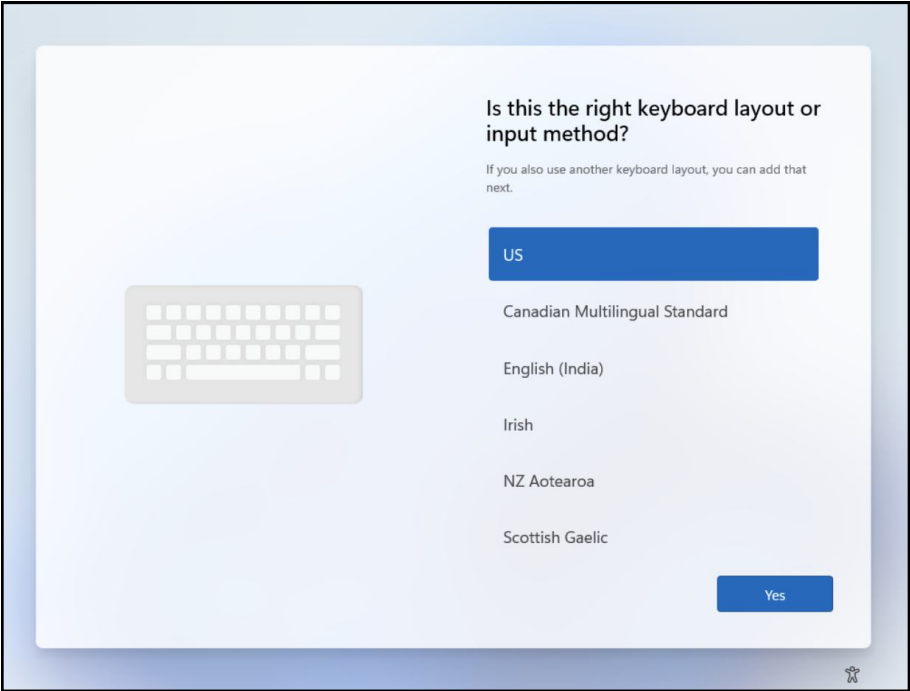 Is this the right keyboard layout or
input method?
If you also use another keyboard layout, you can add that
next.
US
Canadian Multilingual Standard
English (India)
Irish
NZ Aotearoa
Scottish Gaelic
Yes